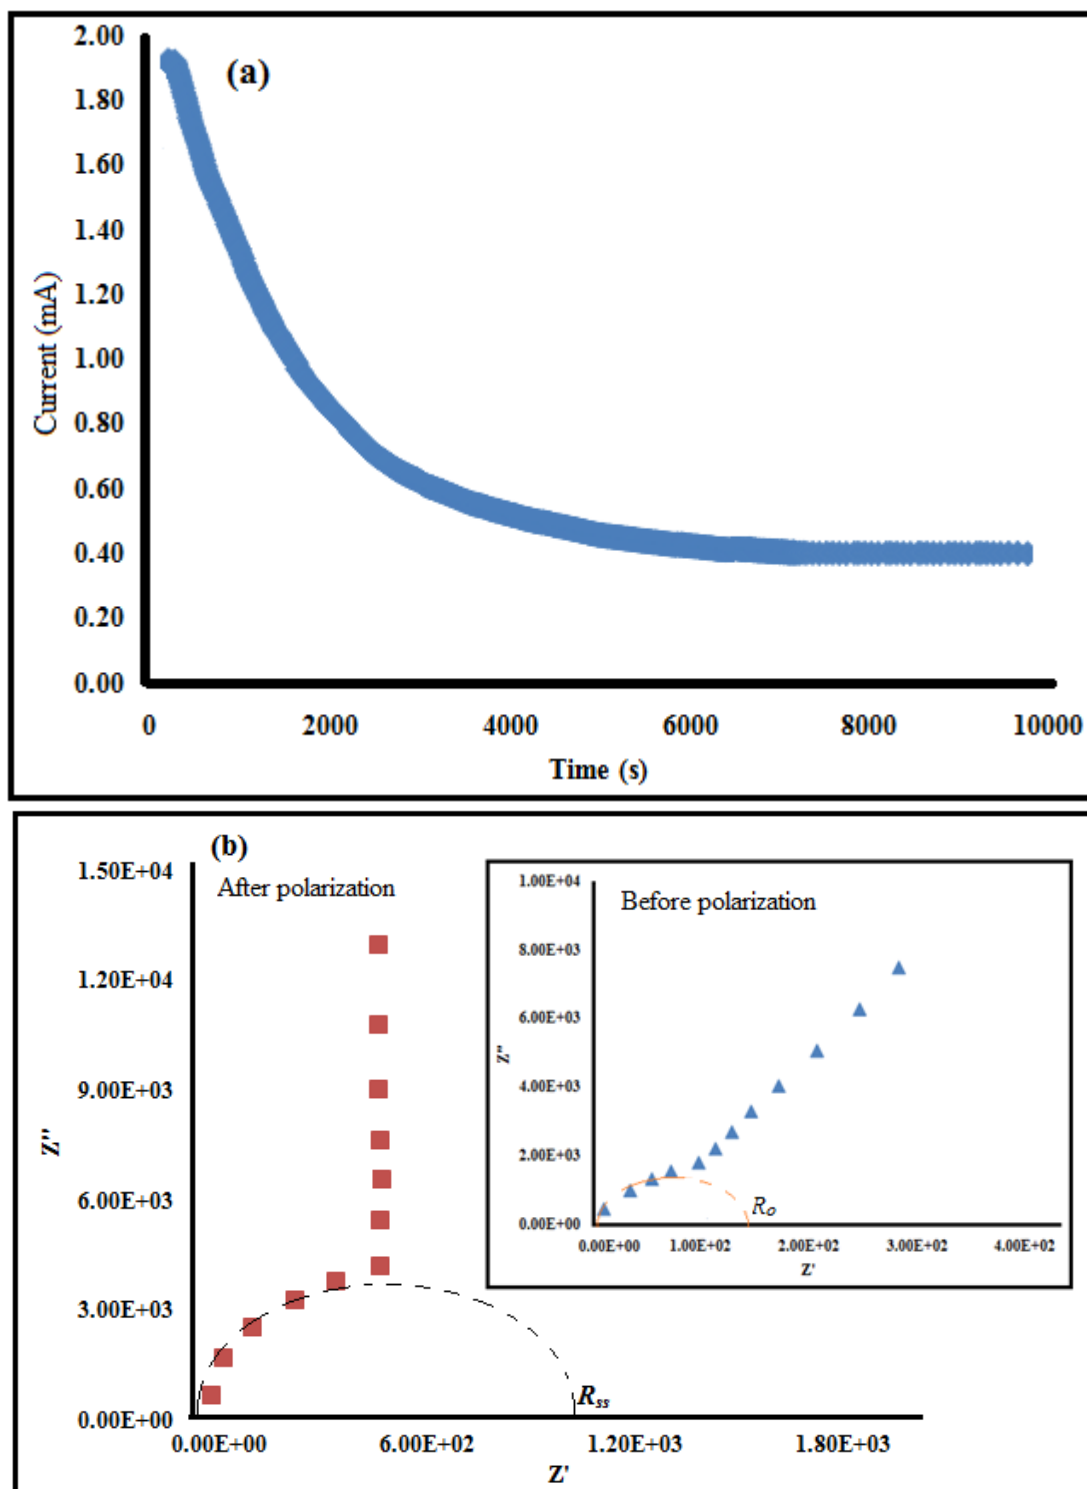 (a)
2.00
1.80
1.60
1.40
1.20
1.00
0.80
0.60
0.40
0.20
0.00
Current (mA)
0 2000 4000 6000 8000 10000
Time (s)
(b)
After polarization
1.50E+04
1.20E+04
9.00E+03
6.00E+03
3.00E+03
0.00E+00
Z''
Rss
0.00E+00 6.00E+02 1.20E+03 1.80E+03
Z'
Before polarization
1.00E+04
8.00E+03
6.00E+03
4.00E+03
2.00E+03
0.00E+00
Z''
Ro
0.00E+00 1.00E+02 2.00E+02 3.00E+02 4.00E+02
Z'